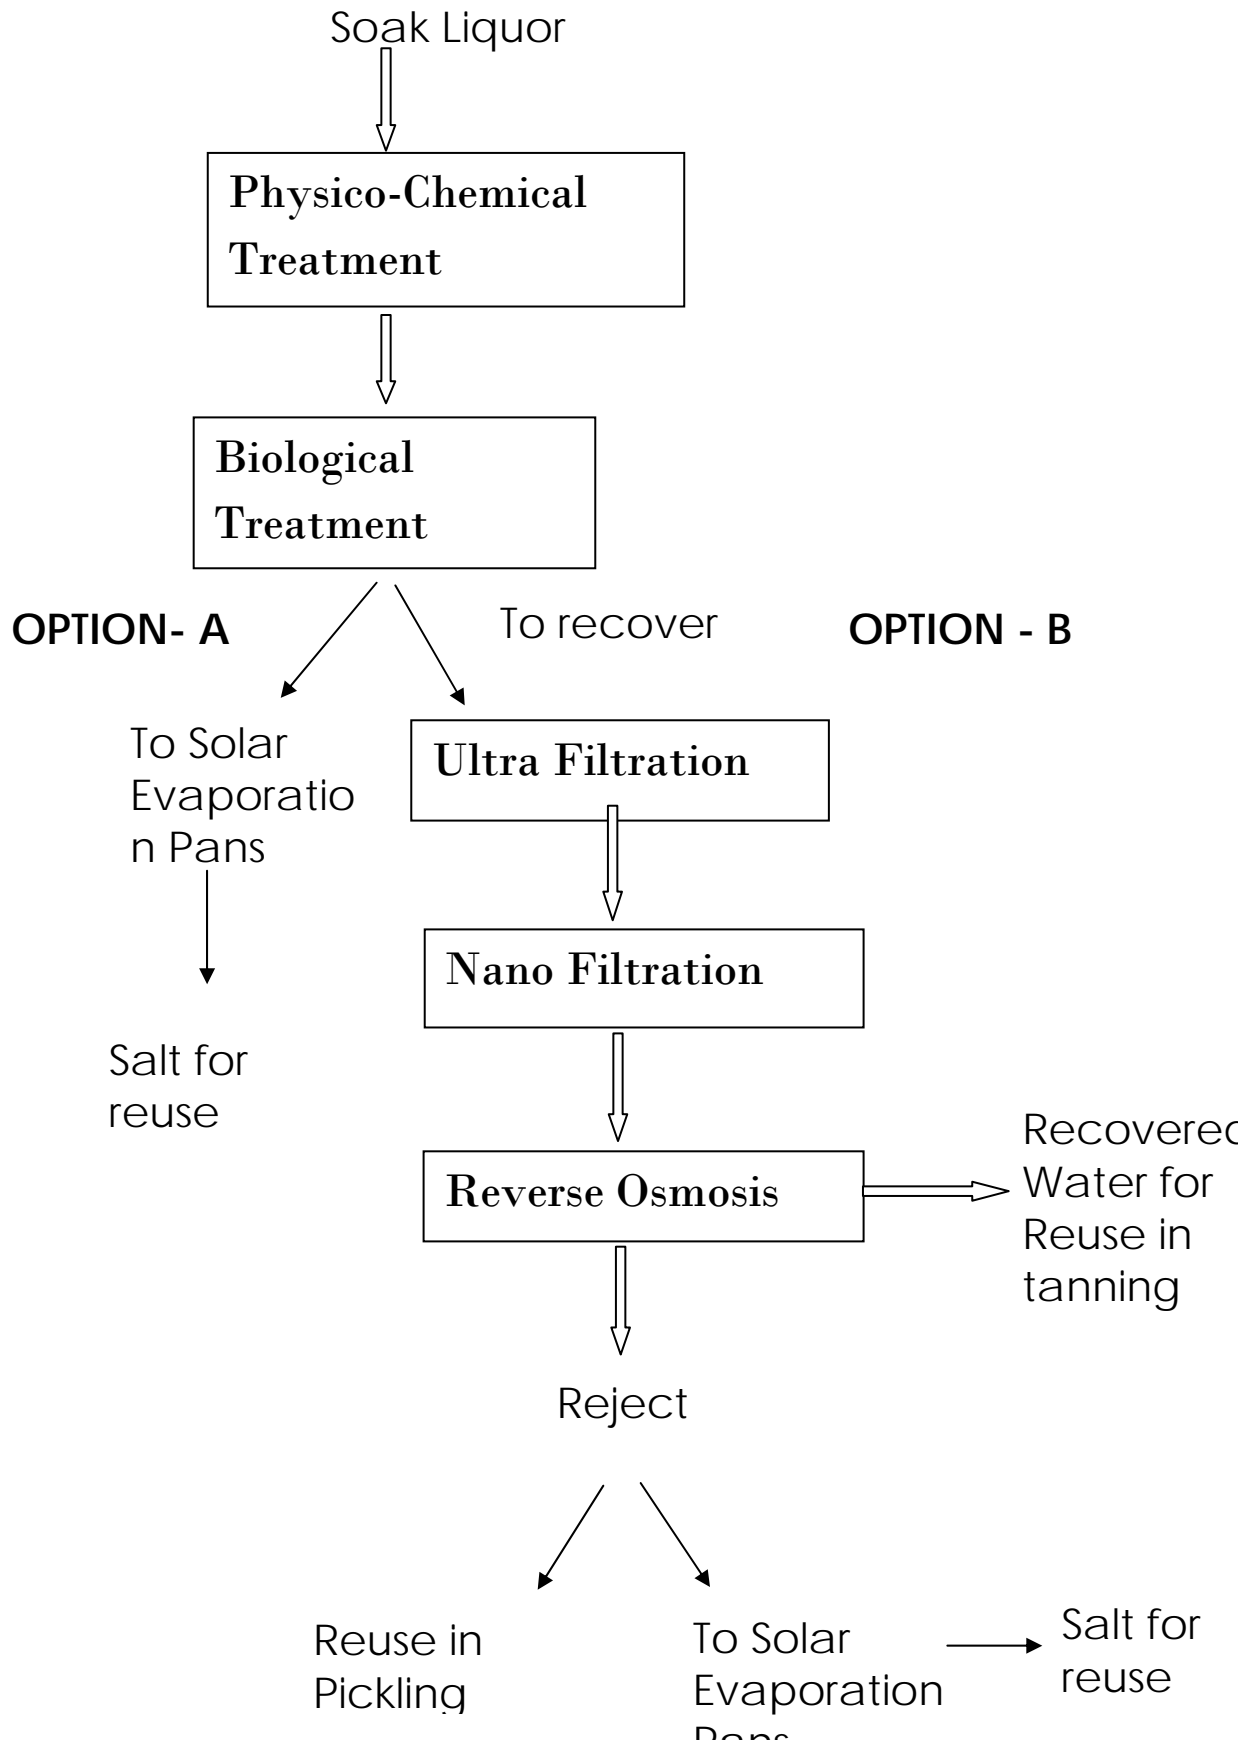 Soak Liquor
Physico-Chemical
Treatment
Biological
Treatment
OPTION- A
To recover
OPTION - B
To Solar
Evaporatio
n Pans
Ultra Filtration
Nano Filtration
Salt for
reuse
Reverse Osmosis
Recovered
Water for
Reuse in
tanning
Reject
Reuse in
Pickling
To Solar
Evaporation
Pans
Salt for
reuse